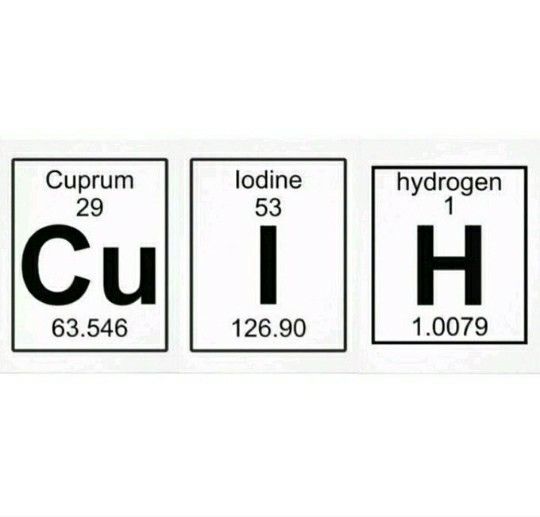 Cuprum
29
Cu
63.546
Iodine
53
I
126.90
hydrogen
1
H
1.0079